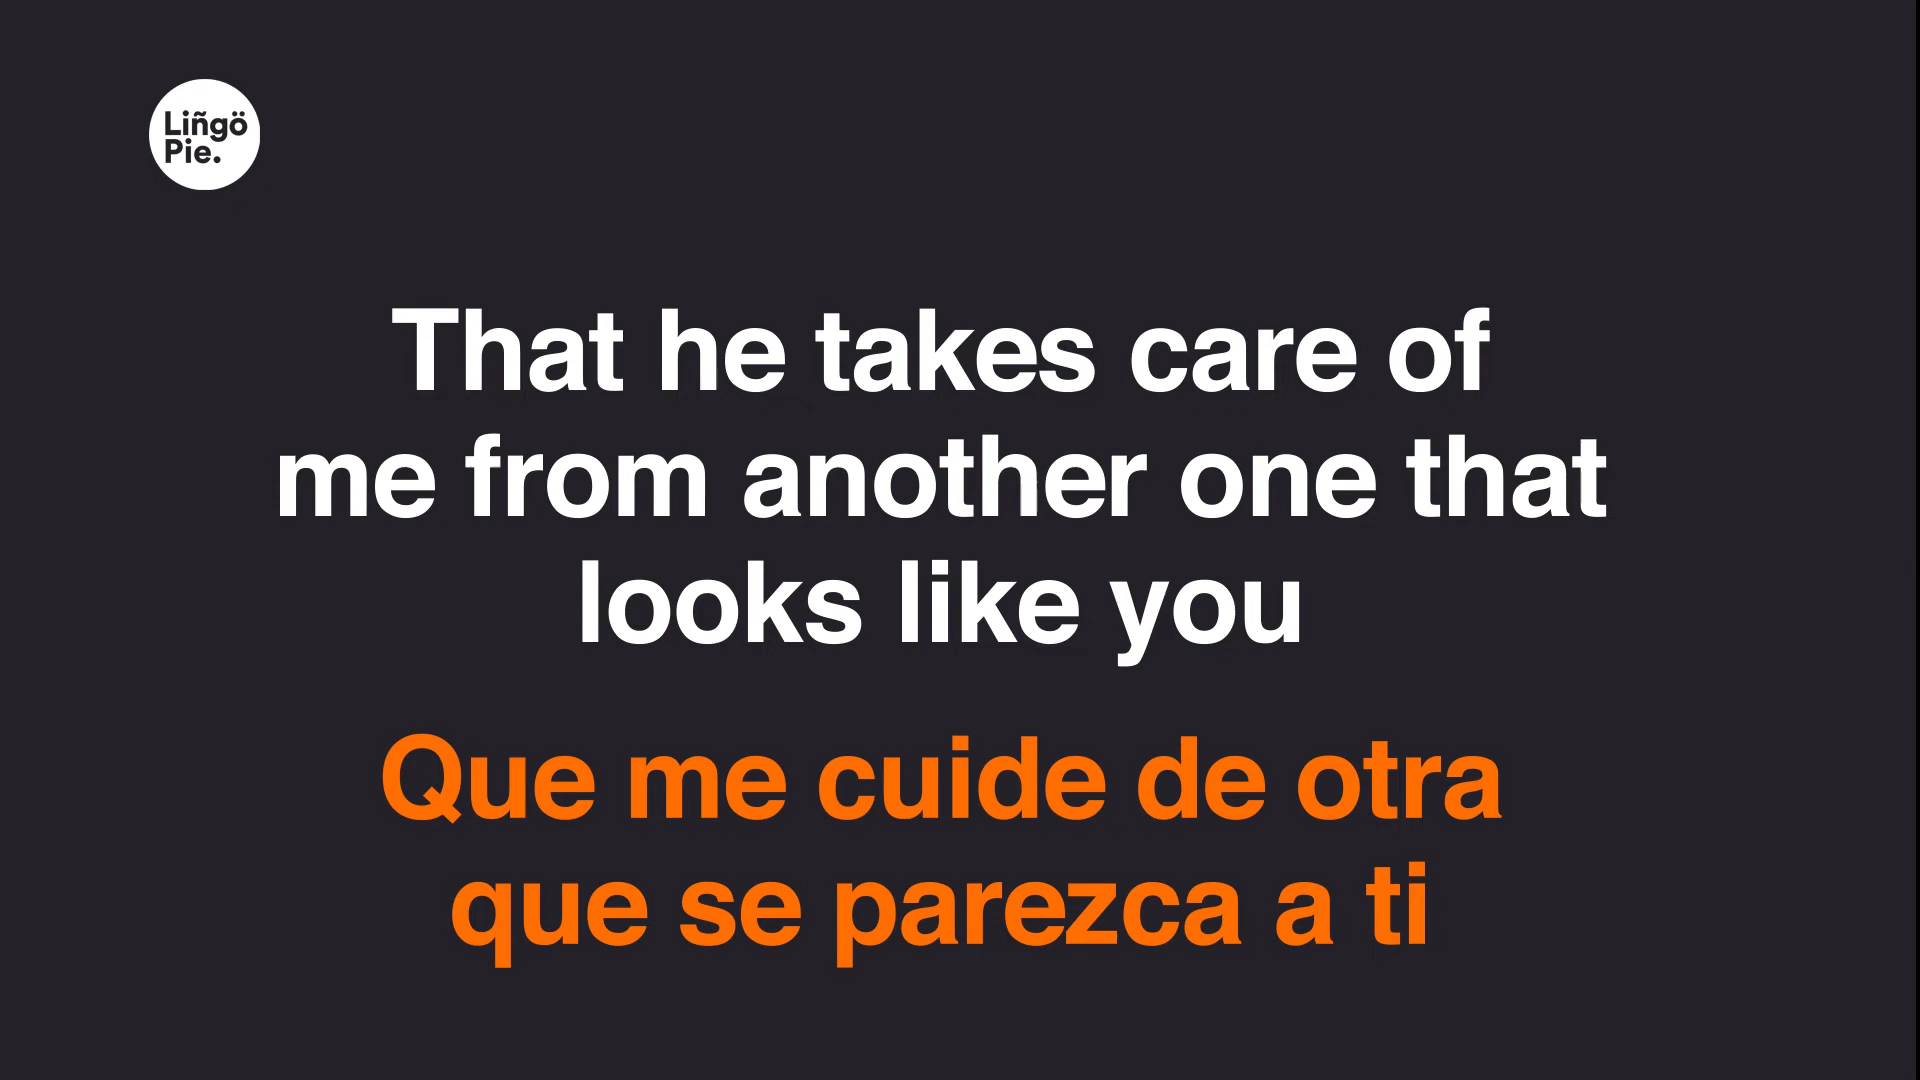 Liñgö
Pie.
That he takes care of
me from another one that
looks like you
Que me cuide de otra
que se parezca a ti